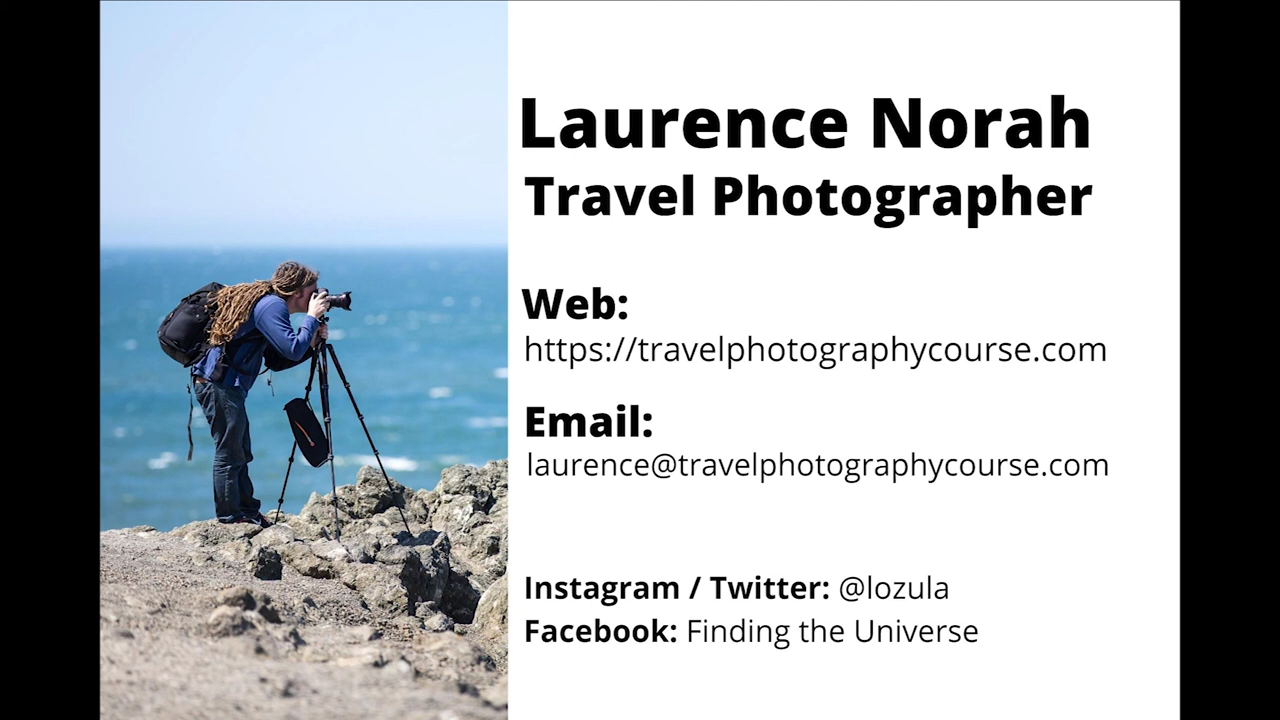 Laurence Norah
Travel Photographer
Web:
https://travelphotographycourse.com
Email:
laurence@travelphotographycourse.com
Instagram / Twitter: @lozula
Facebook: Finding the Universe